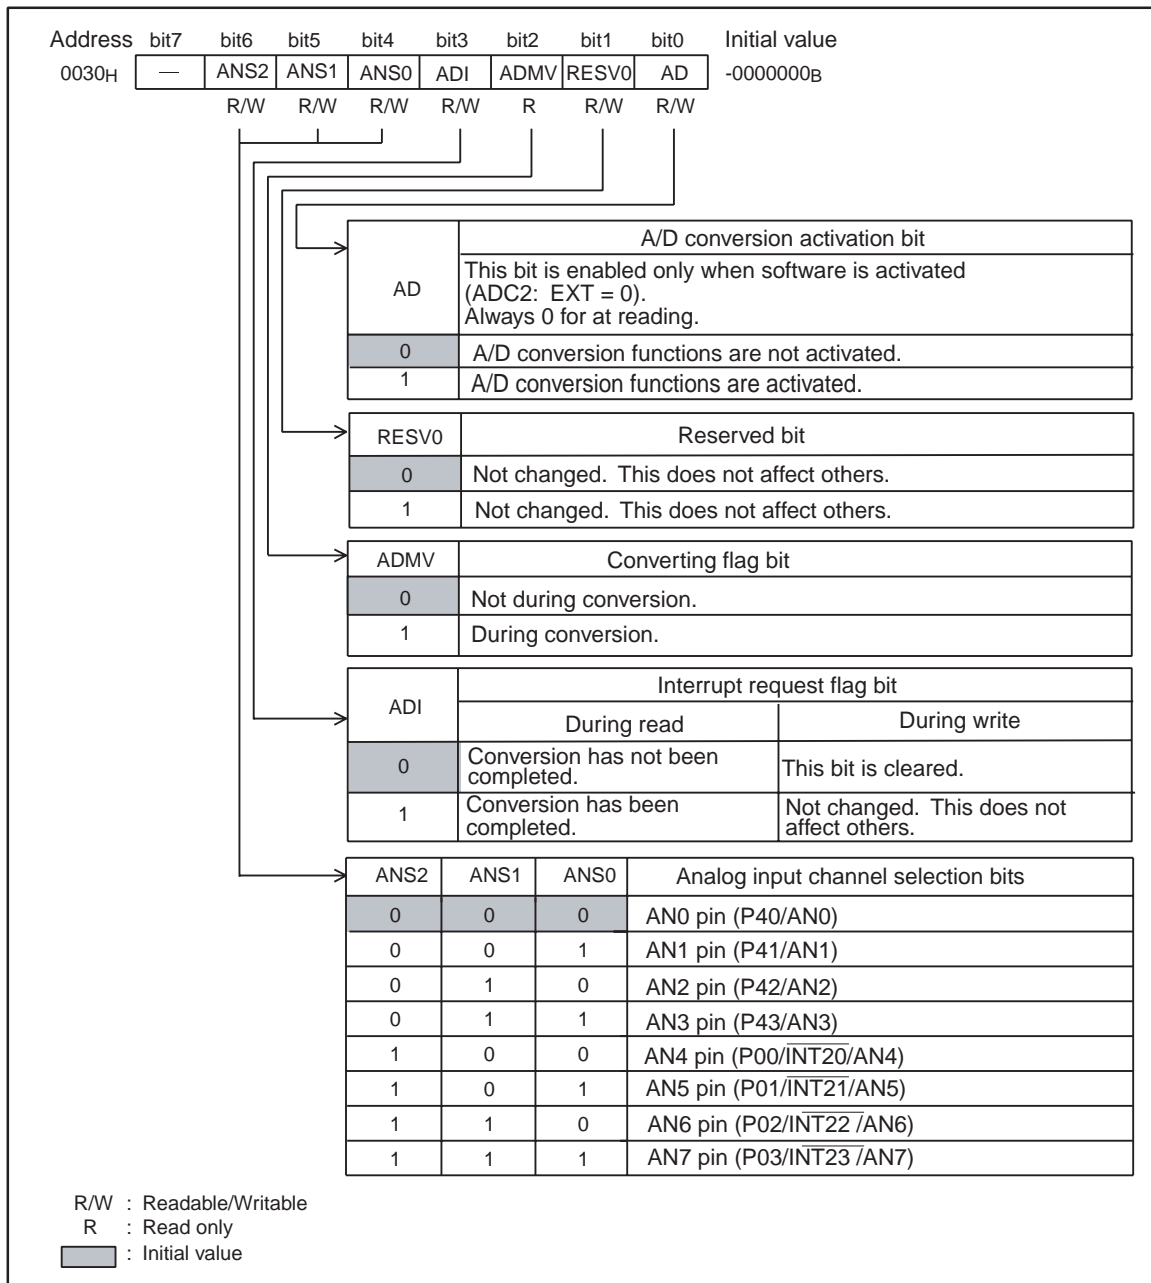 Address bit7 bit6 bit5 bit4 bit3 bit2 bit1 bit0 Initial value
0030H — ANS2 ANS1 ANS0 ADI ADMV RESV0 AD -0000000B
R/W R/W R/W R/W R R/W R/W
A/D conversion activation bit
AD
This bit is enabled only when software is activated
(ADC2: EXT = 0).
Always 0 for at reading.
0 A/D conversion functions are not activated.
1 A/D conversion functions are activated.
RESV0 Reserved bit
0 Not changed. This does not affect others.
1 Not changed. This does not affect others.
ADMV Converting flag bit
0 Not during conversion.
1 During conversion.
ADI Interrupt request flag bit
During read During write
0 Conversion has not been completed. This bit is cleared.
1 Conversion has been completed. Not changed. This does not affect others.
ANS2 ANS1 ANS0 Analog input channel selection bits
0 0 0 AN0 pin (P40/AN0)
0 0 1 AN1 pin (P41/AN1)
0 1 0 AN2 pin (P42/AN2)
0 1 1 AN3 pin (P43/AN3)
1 0 0 AN4 pin (P00/INT20/AN4)
1 0 1 AN5 pin (P01/INT21/AN5)
1 1 0 AN6 pin (P02/INT22 /AN6)
1 1 1 AN7 pin (P03/INT23 /AN7)
R/W : Readable/Writable
R : Read only
: Initial value